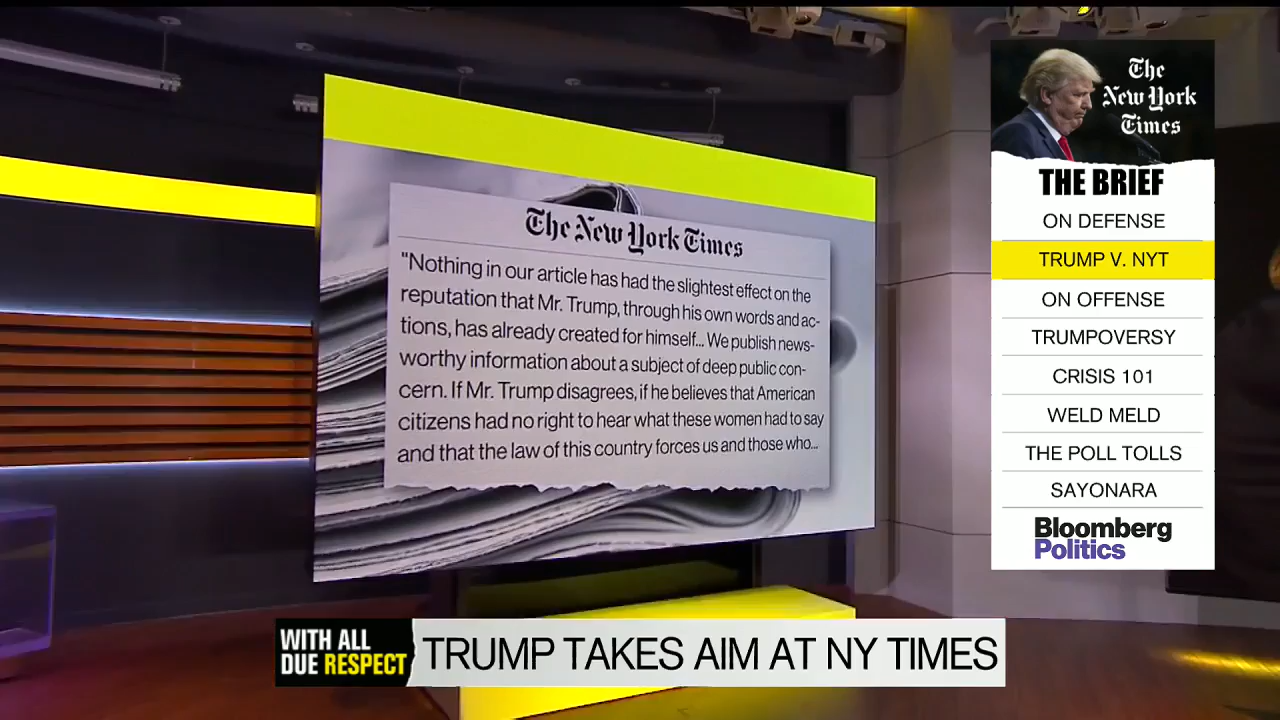 The New York Times
"Nothing in our article has had the slightest effect on the
reputation that Mr. Trump, through his own words and ac-
tions, has already created for himself... We publish news-
worthy information about a subject of deep public con-
cern. If Mr. Trump disagrees, if he believes that American
citizens had no right to hear what these women had to say
and that the law of this country forces us and those who...
The
New York
Times
THE BRIEF
ON DEFENSE
TRUMP V. NYT
ON OFFENSE
TRUMPOVERSY
CRISIS 101
WELD MELD
THE POLL TOLLS
SAYONARA
Bloomberg
Politics
WITH ALL
DUE RESPECT
TRUMP TAKES AIM AT NY TIMES